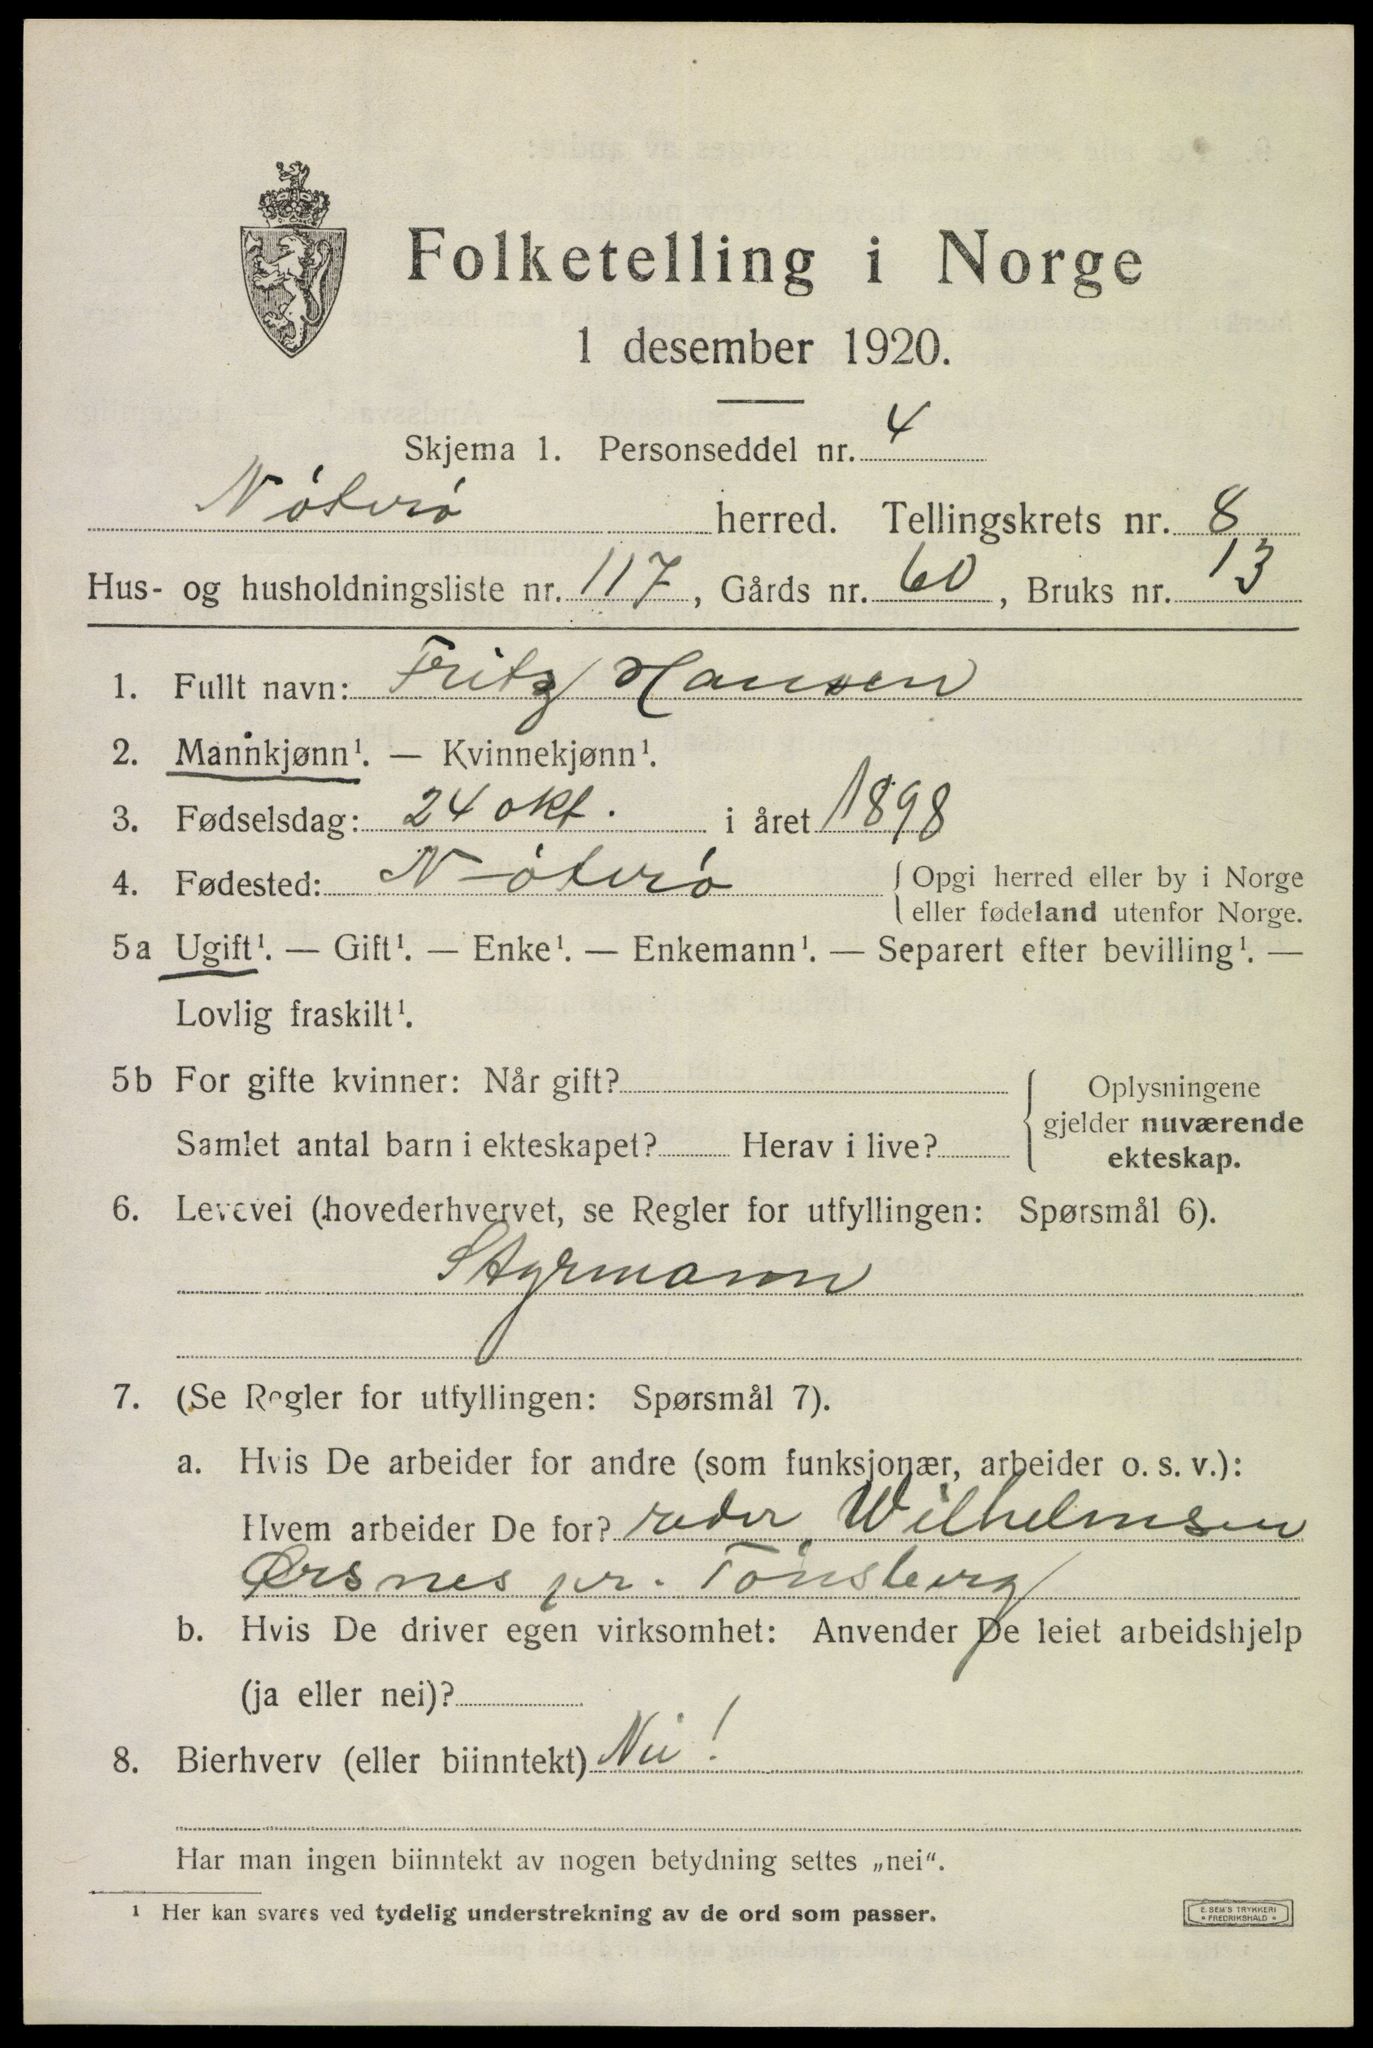 Folketelling i Norge
1 desember 1920.
Skjema 1. Personseddel nr. 4
Nöterö herred. Tellingskrets nr. 8
Hus- og husholdningsliste nr. 117, Gårds nr. 60, Bruks nr. 13
1. Fullt navn: Fritz Hansen
2. Mannkjønn¹. — Kvinnekjønn¹.
3. Fødselsdag: 24 okt. i året 1898
4. Fødested: Nöterö { Opgi herred eller by i Norge
eller fødeland utenfor Norge.
5a Ugift¹. — Gift¹. — Enke¹. — Enkemann¹. — Separert efter bevilling¹. —
Lovlig fraskilt¹.
5b For gifte kvinner: Når gift?
Samlet antal barn i ekteskapet? Herav i live?
{ Oplysningene
gjelder nuværende
ekteskap.
6. Levevei (hovederhvervet, se Regler for utfyllingen: Spørsmål 6).
Styrmann
7. (Se Regler for utfyllingen: Spørsmål 7).
a. Hvis De arbeider for andre (som funksjonær, arbeider o. s. v.):
Hvem arbeider De for? reder Wilhelmsen
Ørsnes pr. Tönsberg
b. Hvis De driver egen virksomhet: Anvender De leiet arbeidshjelp
(ja eller nei)?
8. Bierhverv (eller biinntekt) Nei!
Har man ingen biinntekt av nogen betydning settes „nei“.
¹ Her kan svares ved tydelig understrekning av de ord som passer.
E. SEM'S TRYKKERI
* FREDRIKSHALD *